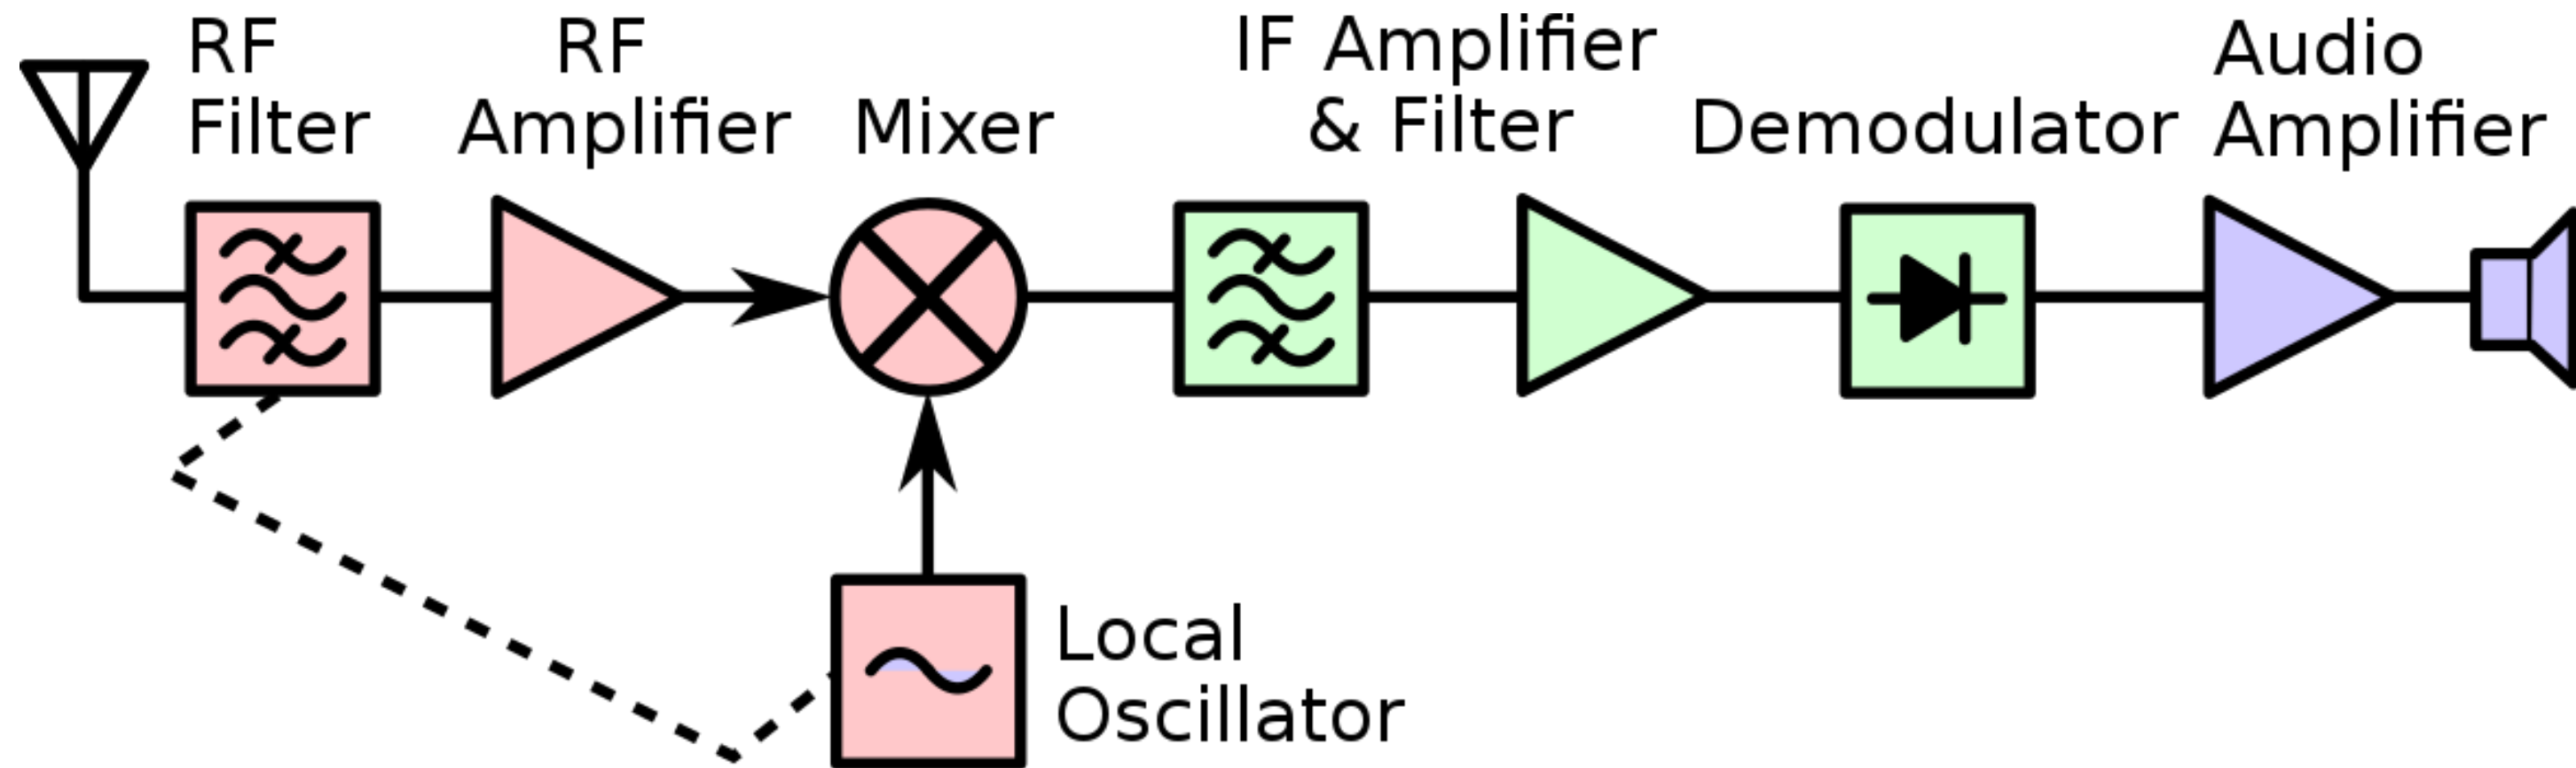 RF
Filter
RF
Amplifier
Mixer
IF Amplifier
& Filter
Demodulator
Audio
Amplifier
Local
Oscillator